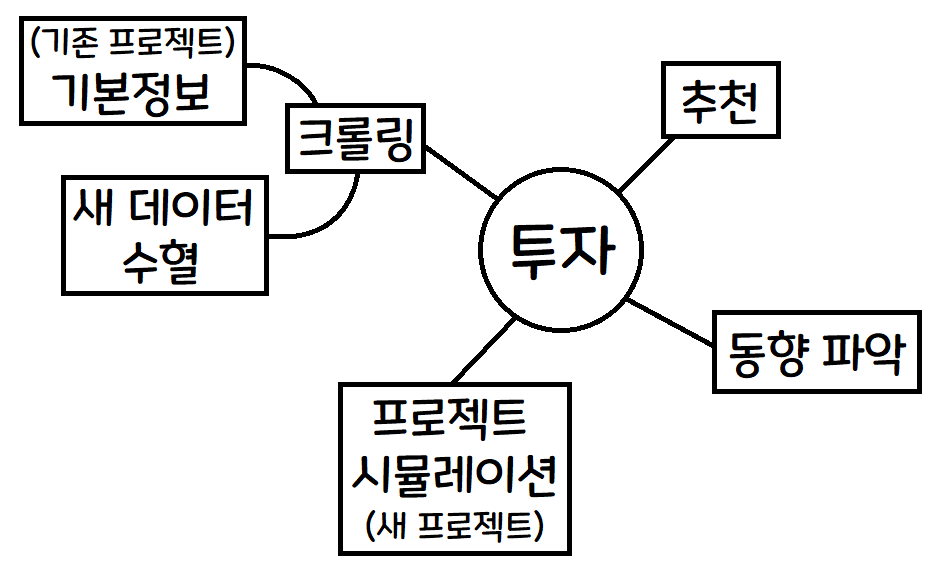 (기존 프로젝트)
기본정보
크롤링
새 데이터
수혈
추천
투자
동향 파악
프로젝트
시뮬레이션
(새 프로젝트)